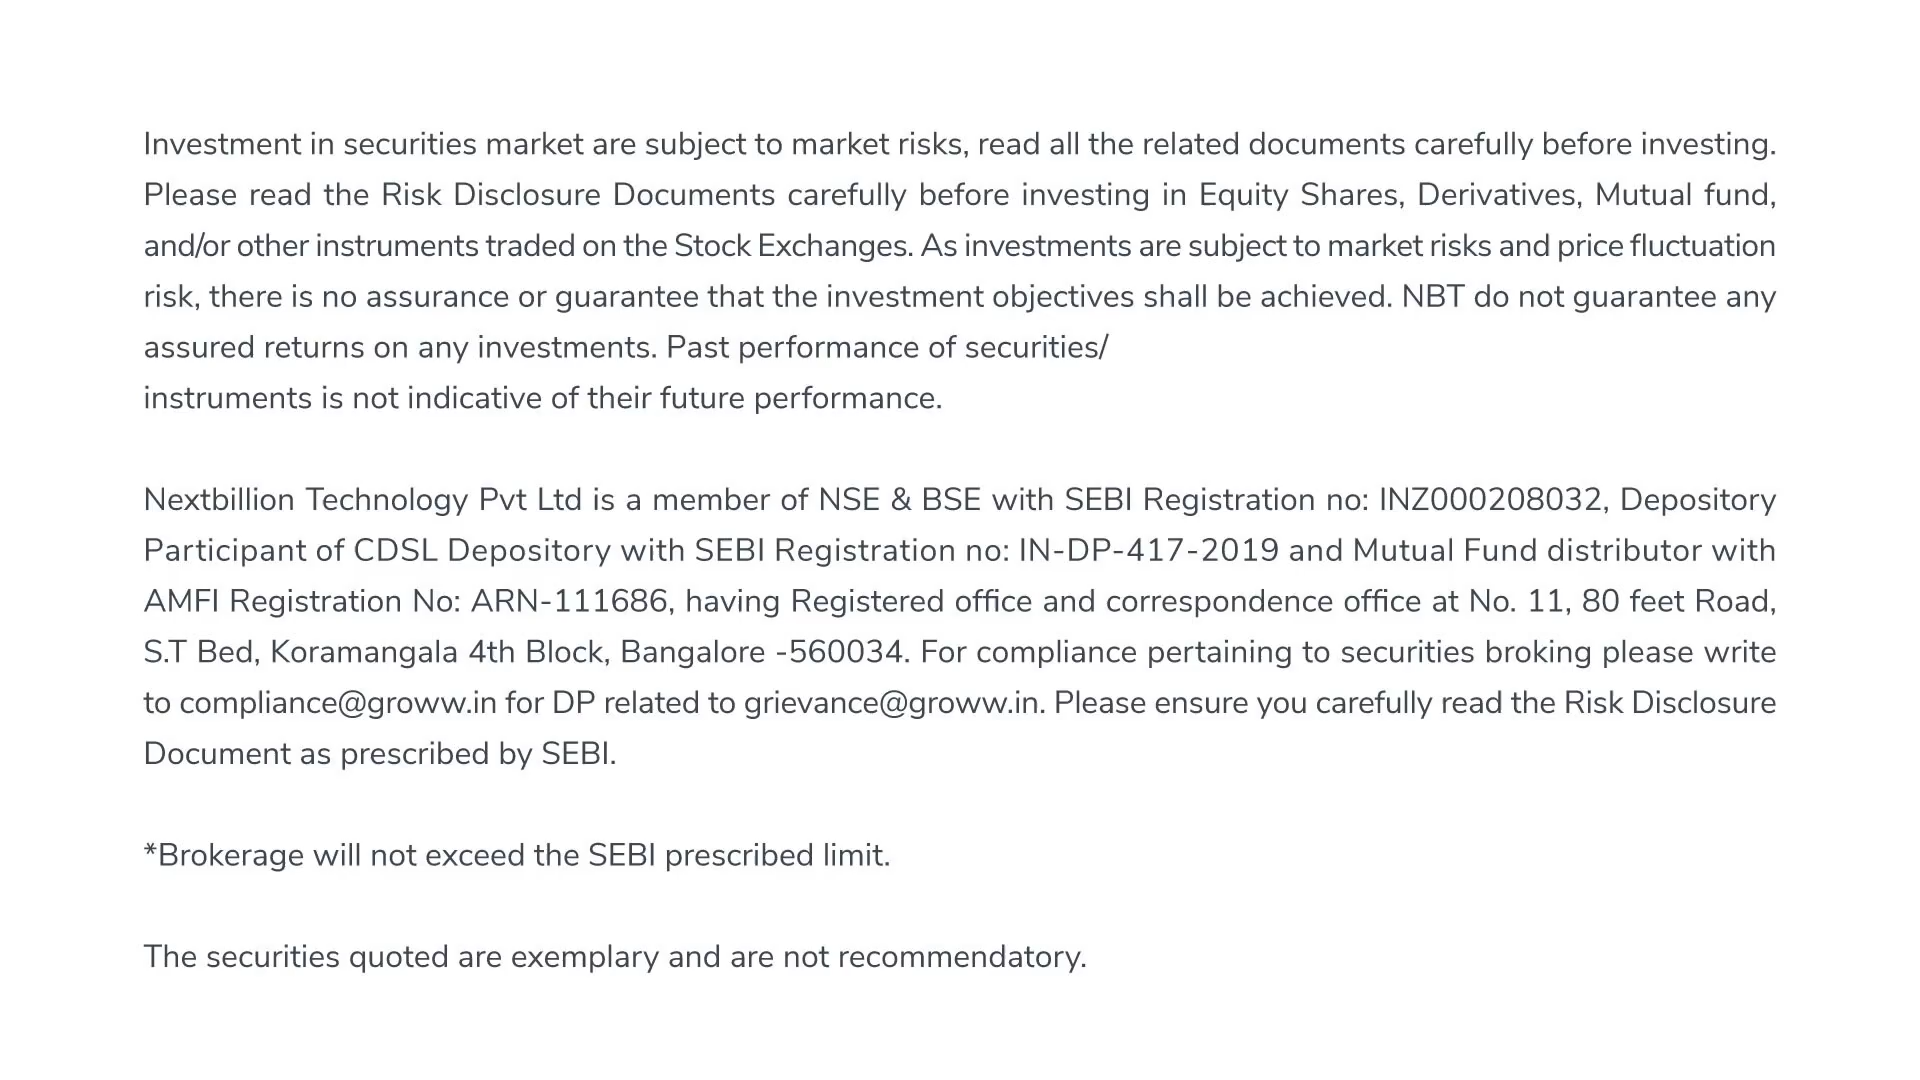 Investment in securities market are subject to market risks, read all the related documents carefully before investing.
Please read the Risk Disclosure Documents carefully before investing in Equity Shares, Derivatives, Mutual fund,
and/or other instruments traded on the Stock Exchanges. As investments are subject to market risks and price fluctuation
risk, there is no assurance or guarantee that the investment objectives shall be achieved. NBT do not guarantee any
assured returns on any investments. Past performance of securities/
instruments is not indicative of their future performance.
Nextbillion Technology Pvt Ltd is a member of NSE & BSE with SEBI Registration no: INZ000208032, Depository
Participant of CDSL Depository with SEBI Registration no: IN-DP-417-2019 and Mutual Fund distributor with
AMFI Registration No: ARN-111686, having Registered office and correspondence office at No. 11, 80 feet Road,
S.T Bed, Koramangala 4th Block, Bangalore -560034. For compliance pertaining to securities broking please write
to compliance@groww.in for DP related to grievance@groww.in. Please ensure you carefully read the Risk Disclosure
Document as prescribed by SEBI.
*Brokerage will not exceed the SEBI prescribed limit.
The securities quoted are exemplary and are not recommendatory.